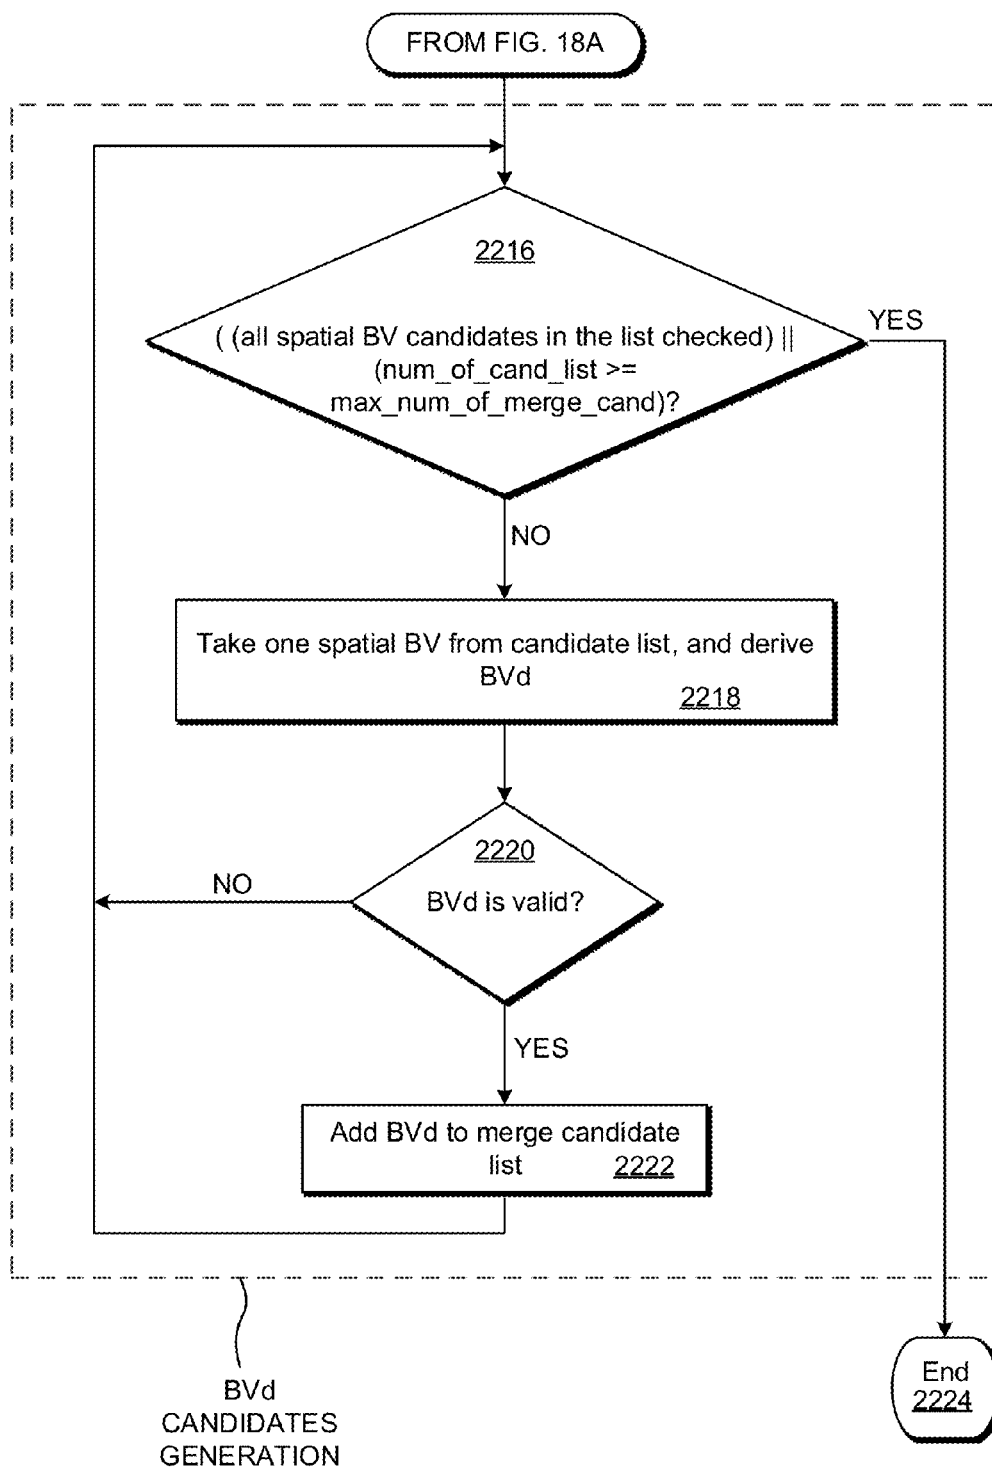 FROM FIG. 18A
2216
YES
( (all spatial BV candidates in the list checked) ||
(num_of_cand_list >=
max_num_of_merge_cand)?
NO
Take one spatial BV from candidate list, and derive
BVd
2218
2220
NO
BVd is valid?
YES
Add BVd to merge candidate
list 2222
End
2224
BVd
CANDIDATES
GENERATION